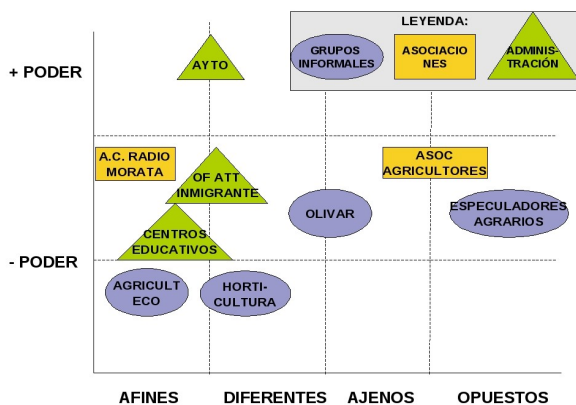 LEYENDA:
GRUPOS
INFORMALES
ASOCIACIO
NES
ADMINIS-
TRACIÓN
+ PODER
AYTO
A.C. RADIO
MORATA
OF ATT
INMIGRANTE
ASOC
AGRICULTORES
OLIVAR
ESPECULADORES
AGRARIOS
CENTROS
EDUCATIVOS
- PODER
AGRICULT
ECO
HORTI-
CULTURA
AFINES
DIFERENTES
AJENOS
OPUESTOS